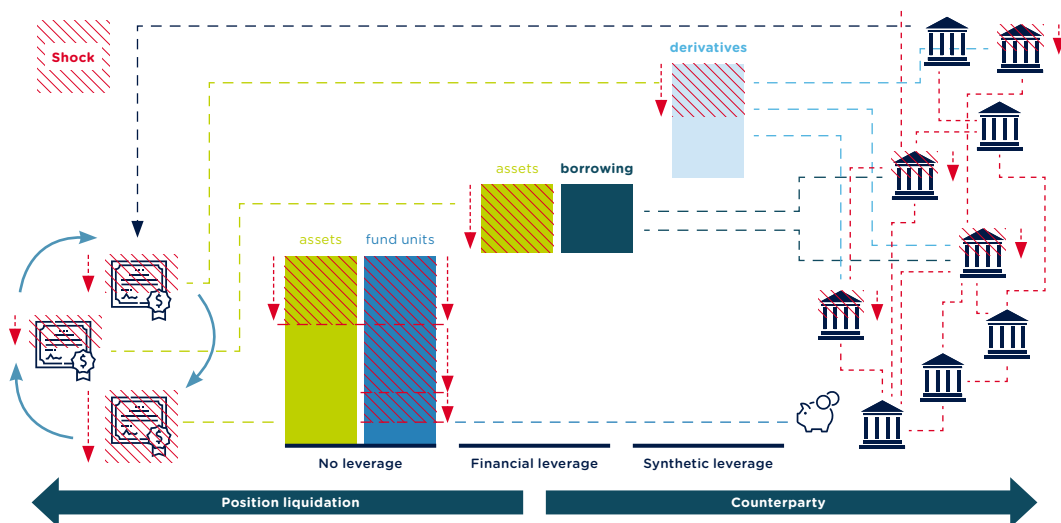 derivatives
Shock
assets
borrowing
assets
fund units
$
$
$
No leverage
Financial leverage
Synthetic leverage
Position liquidation
Counterparty